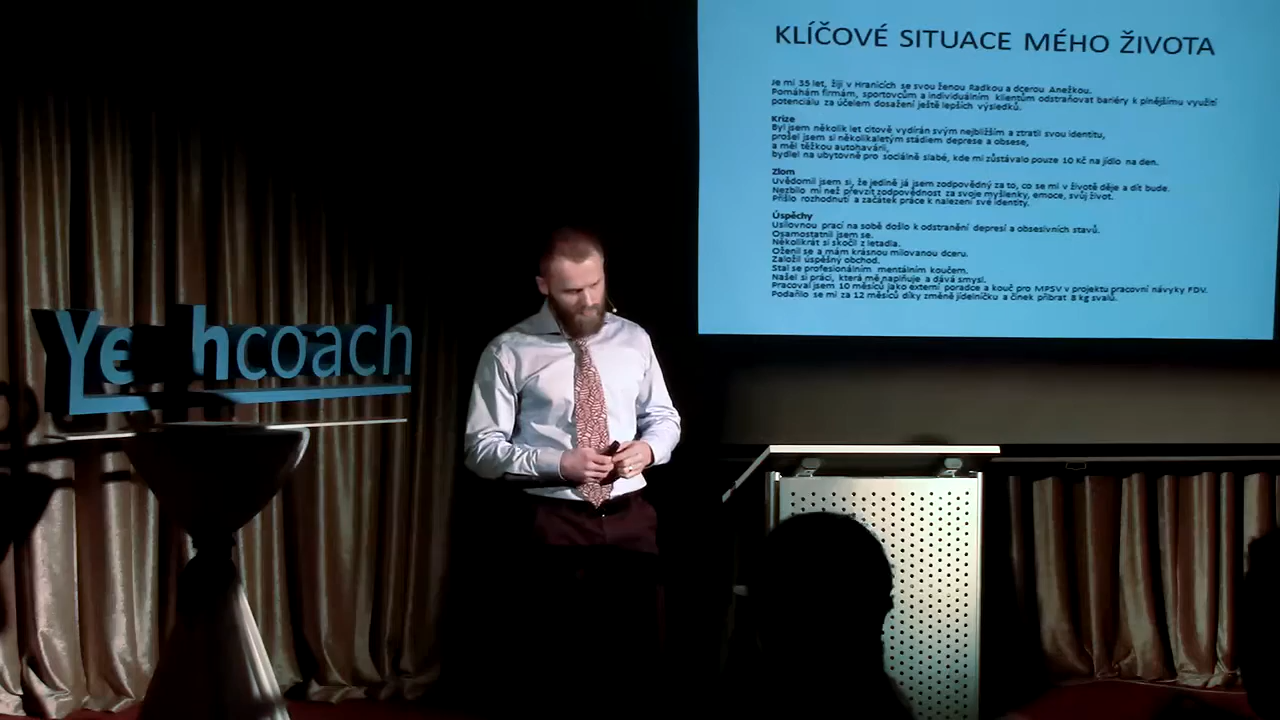 KLÍČOVÉ SITUACE MÉHO ŽIVOTA
Je mi 35 let, žiji v Hranicích se svou ženou Radkou a dcerou Anežkou.
Pomáhám firmám, sportovcům a individuálním klientům odstraňovat bariéry k plnějšímu využití
potenciálu za účelem dosažení ještě lepších výsledků.
Krize
Byl jsem několik let citově vydírán svým nejbližším a ztratil svou identitu,
prošel jsem si několikaletým stádiem deprese a obsese,
a měl těžkou autohavárii,
bydlel na ubytovně pro sociálně slabé, kde mi zůstávalo pouze 10 Kč na jídlo na den.
Zlom
Uvědomil jsem si, že jedině já jsem zodpovědný za to, co se mi v životě děje a dít bude.
Nezbilo mi než převzít zodpovědnost za svoje myšlenky, emoce, svůj život.
Přišlo rozhodnutí a začátek práce k nalezení své identity.
Úspěchy
Usilovnou prací na sobě došlo k odstranění depresí a obsesivních stavů.
Osamostatnil jsem se.
Několikrát si skočil z letadla.
Oženil se a mám krásnou milovanou dceru.
Založil úspěšný obchod.
Stal se profesionálním mentálním koučem.
Našel si práci, která mě naplňuje a dává smysl.
Pracoval jsem 10 měsíců jako externí poradce a kouč pro MPSV v projektu pracovní návyky FDV.
Podařilo se mi za 12 měsíců díky změně jídelníčku a činek přibrat 8 kg svalů.
Yeahcoach